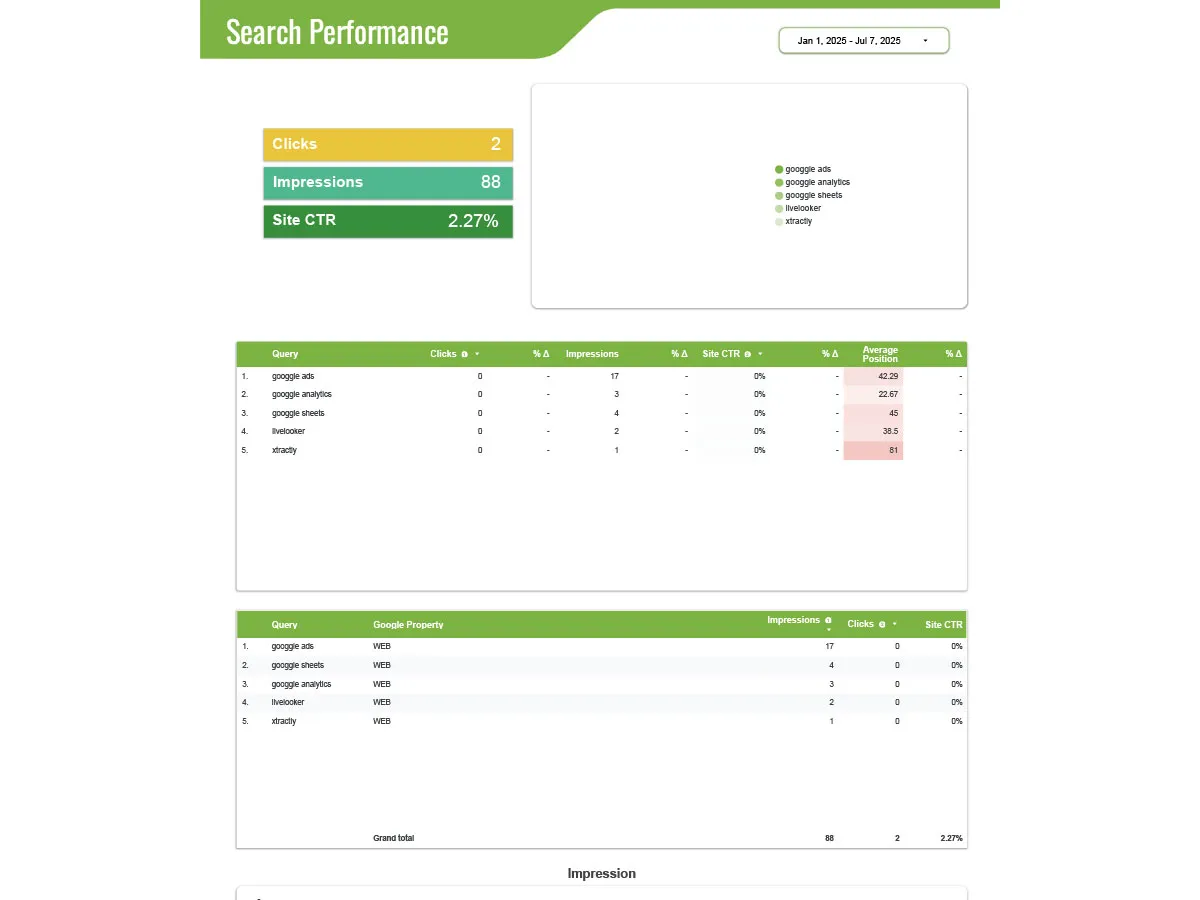 Search Performance
Jan 1, 2025 - Jul 7, 2025
Clicks 2
Impressions 88
Site CTR 2.27%
googgle ads
googgle analytics
googgle sheets
livelooker
xtractly
Query Clicks % Δ Impressions % Δ Site CTR % Δ Average Position % Δ
1. googgle ads 0 - 17 - 0% - 42.29 -
2. googgle analytics 0 - 3 - 0% - 22.67 -
3. googgle sheets 0 - 4 - 0% - 45 -
4. livelooker 0 - 2 - 0% - 38.5 -
5. xtractly 0 - 1 - 0% - 81 -
Query Google Property Impressions Clicks Site CTR
1. googgle ads WEB 17 0 0%
2. googgle sheets WEB 4 0 0%
3. googgle analytics WEB 3 0 0%
4. livelooker WEB 2 0 0%
5. xtractly WEB 1 0 0%
Grand total 88 2 2.27%
Impression